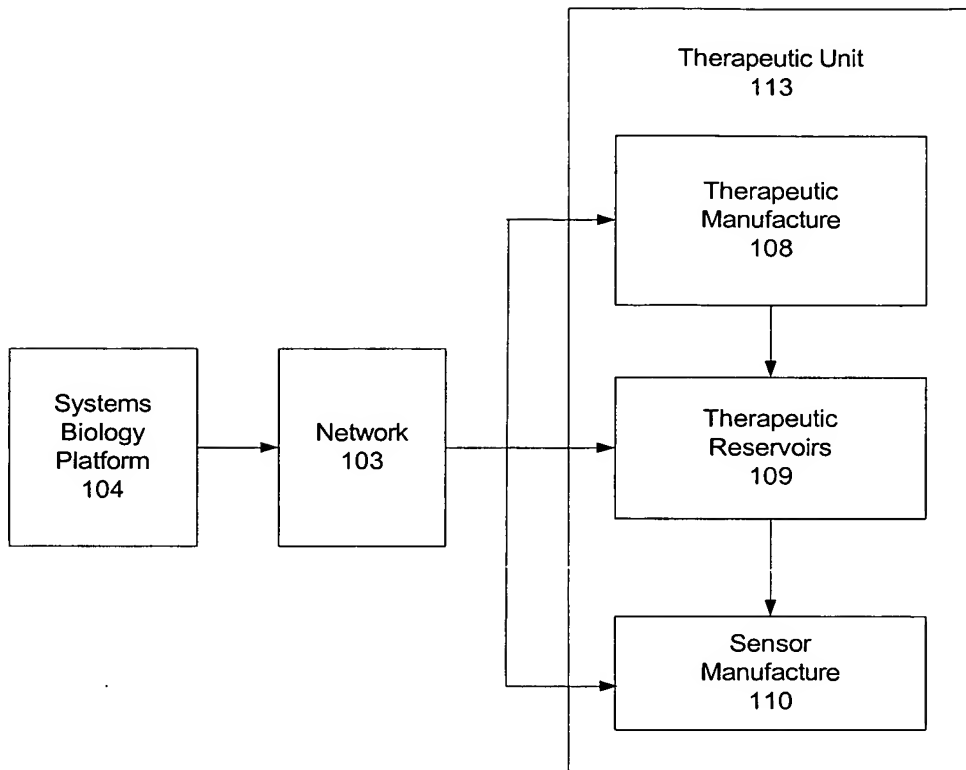 Therapeutic Unit
113
Therapeutic
Manufacture
108
Systems
Biology
Platform
104
Network
103
Therapeutic
Reservoirs
109
Sensor
Manufacture
110